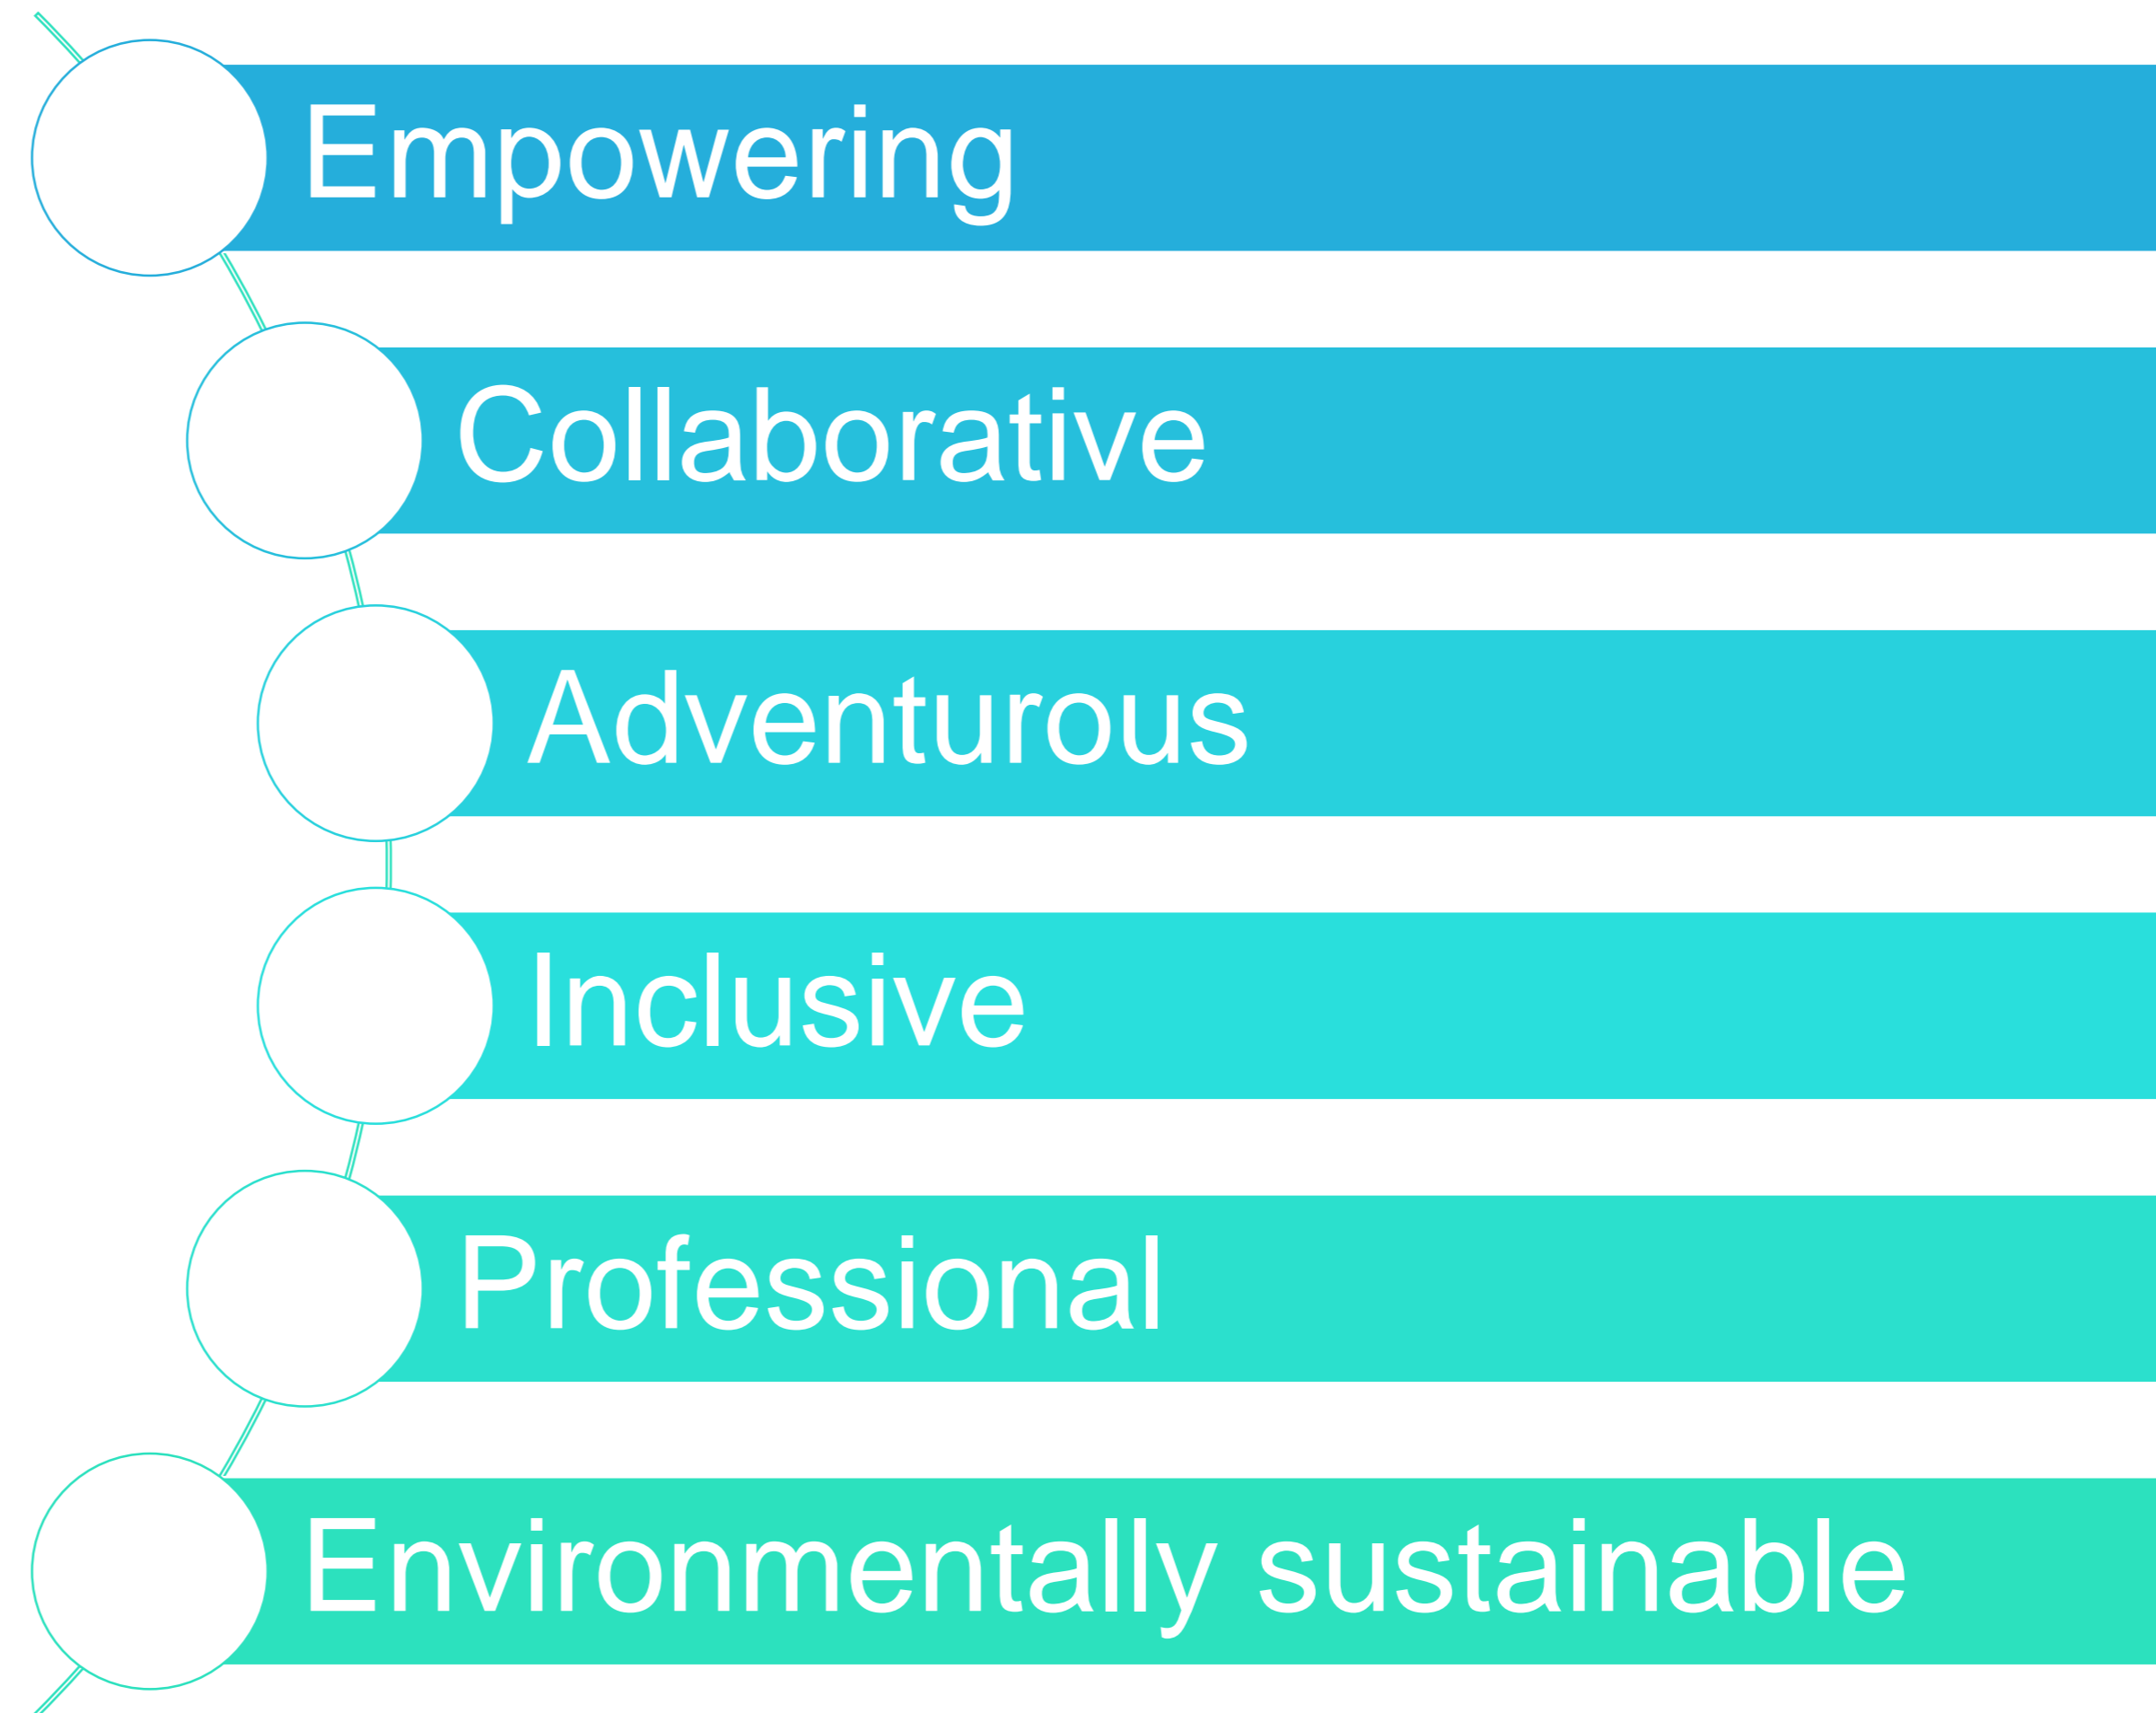 Empowering
Collaborative
Adventurous
Inclusive
Professional
Environmentally sustainable